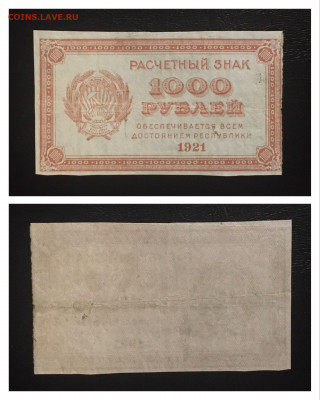 COINS.LAVE.RU
РАСЧЕТНЫЙ ЗНАК
1000
РУБЛЕЙ
ОБЕСПЕЧИВАЕТСЯ ВСЕМ
ДОСТОЯНИЕМ РЕСПУБЛИКИ
1921